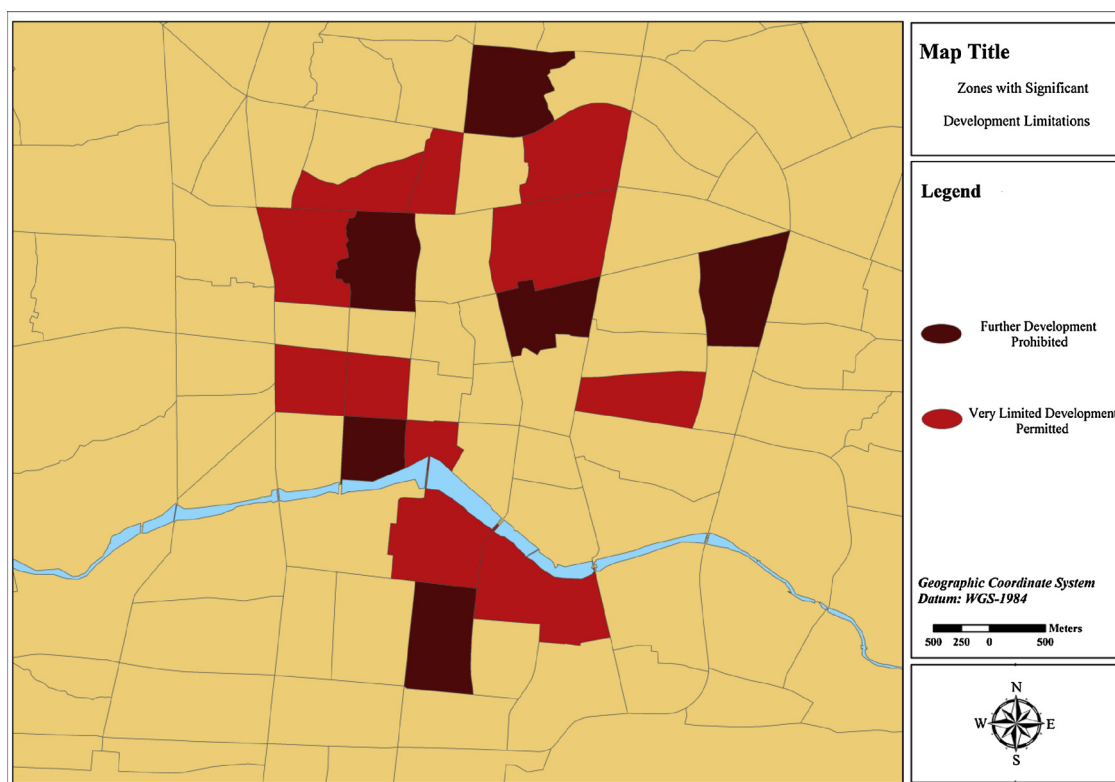 Map Title
Zones with Significant
Development Limitations
Legend
Further Development
Prohibited
Very Limited Development
Permitted
Geographic Coordinate System
Datum: WGS-1984
Meters
500 250 0 500
N
W E
S